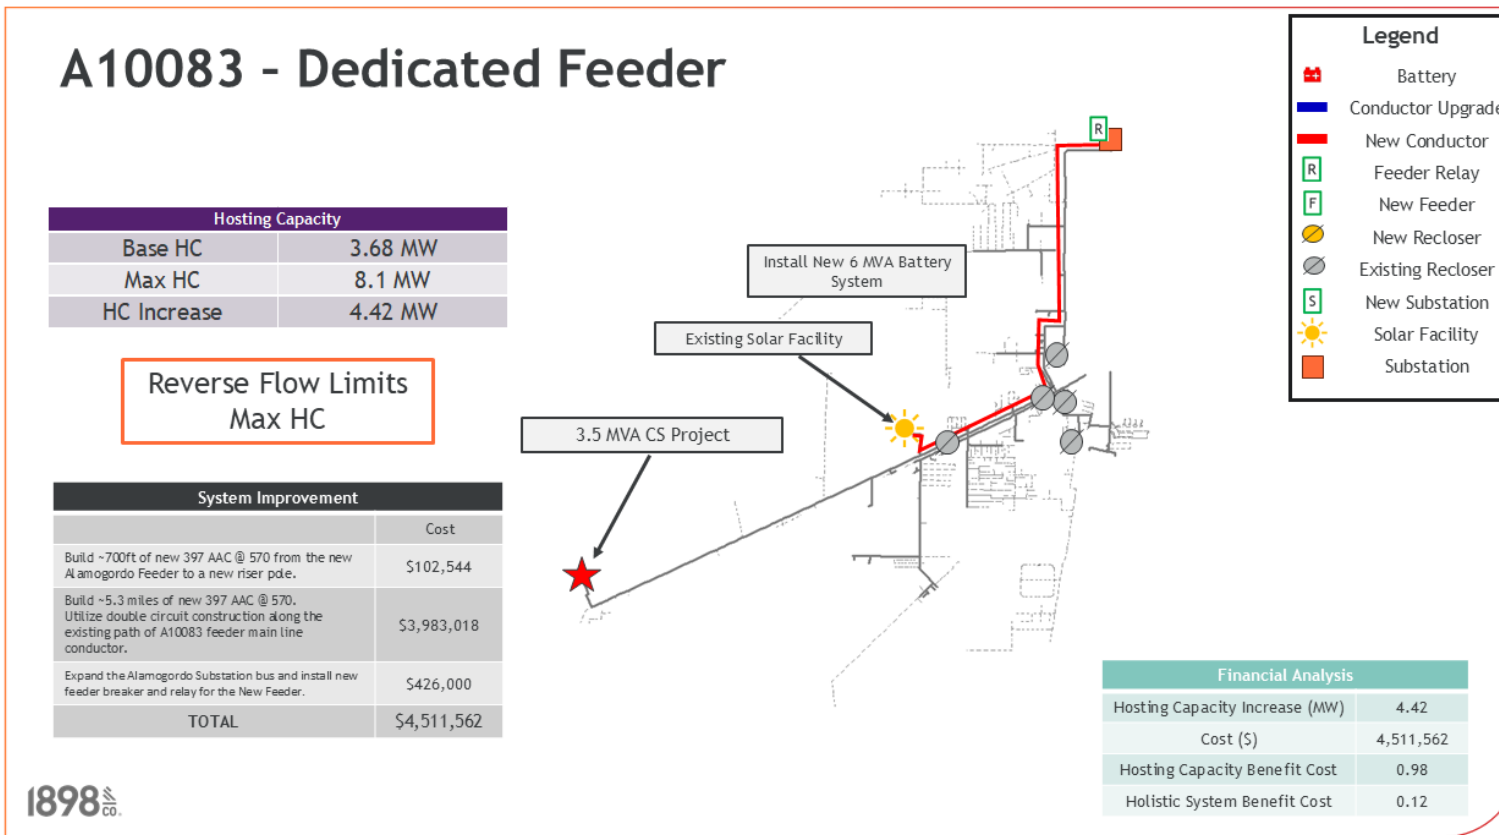 A10083 – Dedicated Feeder
Legend
Battery
Conductor Upgrade
New Conductor
R Feeder Relay
F New Feeder
New Recloser
Existing Recloser
S New Substation
Solar Facility
Substation
R
Hosting Capacity
Base HC 3.68 MW
Max HC 8.1 MW
HC Increase 4.42 MW
Reverse Flow Limits
Max HC
Install New 6 MVA Battery
System
Existing Solar Facility
3.5 MVA CS Project
System Improvement
Cost
Build ~700ft of new 397 AAC @ 570 from the new
Alamogordo Feeder to a new riser pole.
$102,544
Build ~5.3 miles of new 397 AAC @ 570.
Utilize double circuit construction along the
existing path of A10083 feeder main line
conductor.
$3,983,018
Expand the Alamogordo Substation bus and install new
feeder breaker and relay for the New Feeder.
$426,000
TOTAL $4,511,562
Financial Analysis
Hosting Capacity Increase (MW) 4.42
Cost ($) 4,511,562
Hosting Capacity Benefit Cost 0.98
Holistic System Benefit Cost 0.12
1898 & CO.